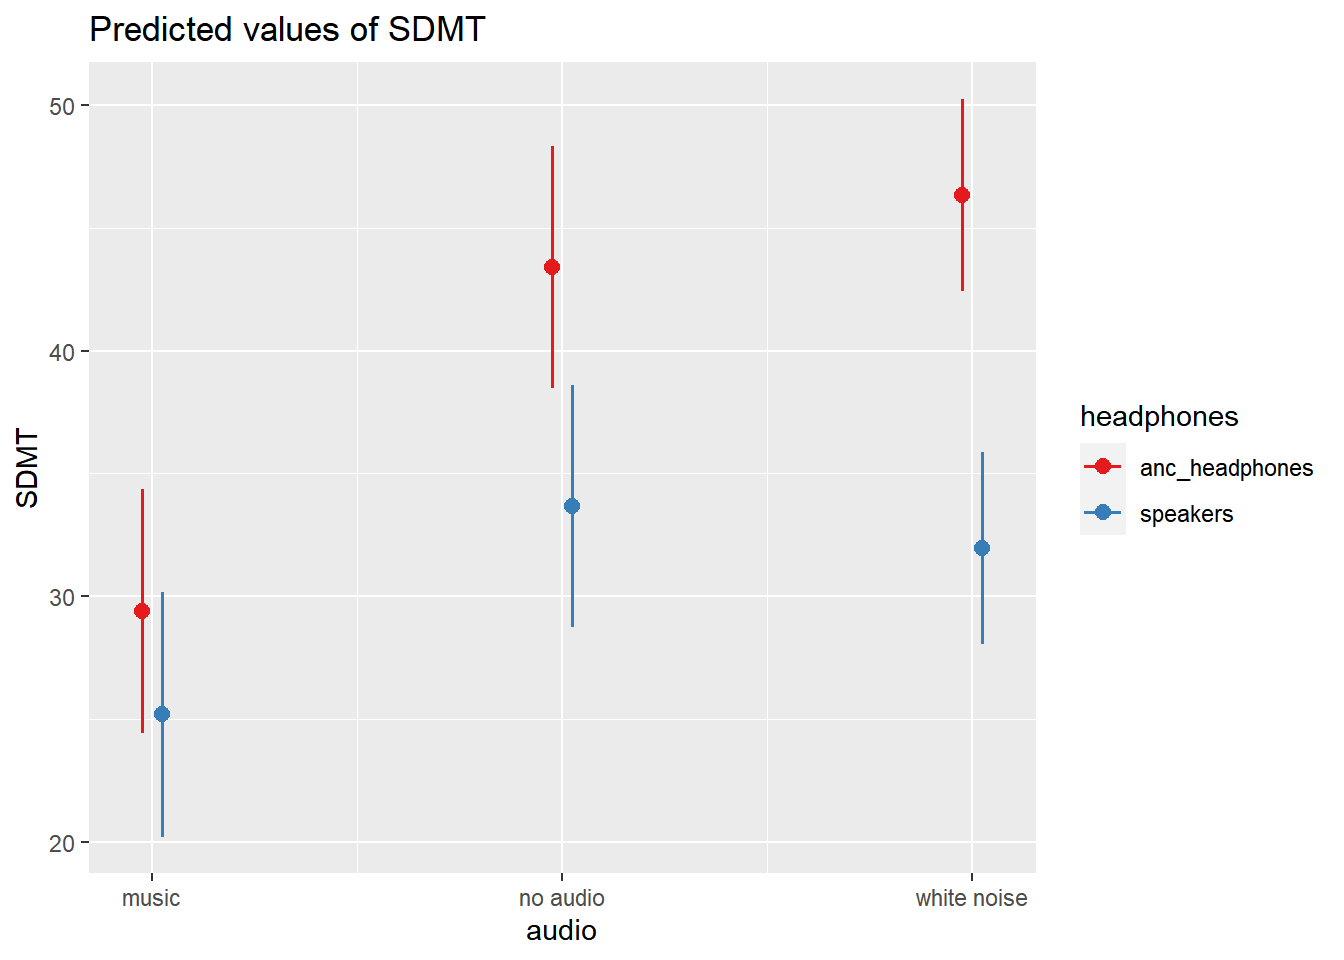 Predicted values of SDMT
50
40
30
20
SDMT
music
no audio
white noise
audio
headphones
anc_headphones
speakers